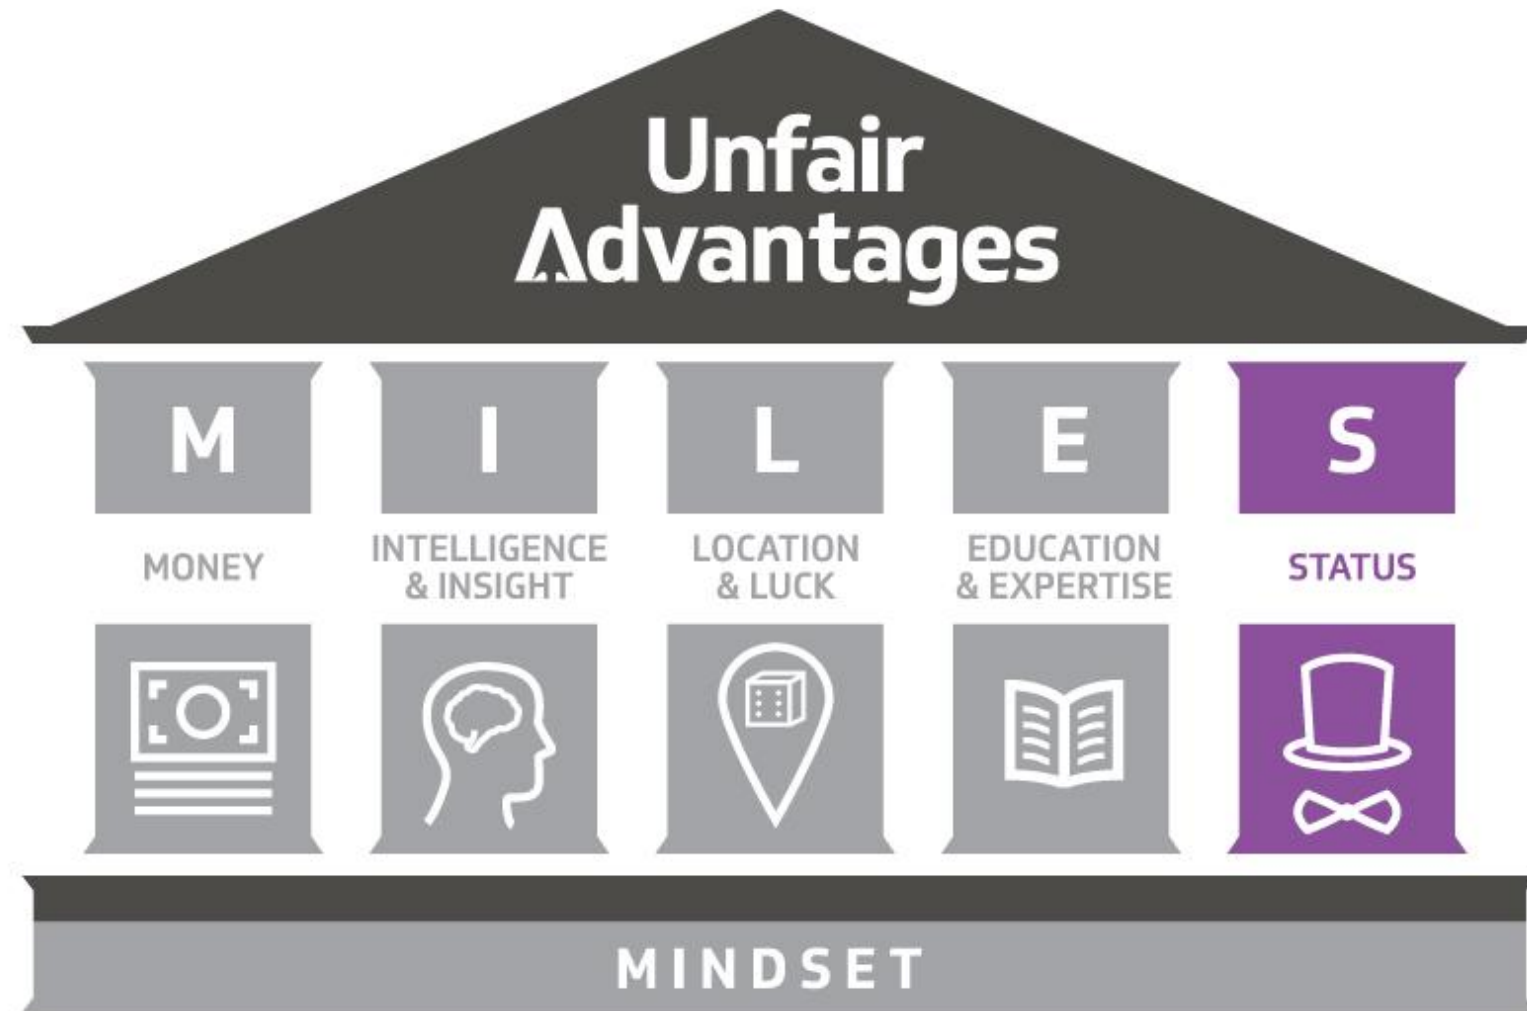 Unfair
Advantages
M I L E S
MONEY
INTELLIGENCE
& INSIGHT
LOCATION
& LUCK
EDUCATION
& EXPERTISE
STATUS
MINDSET